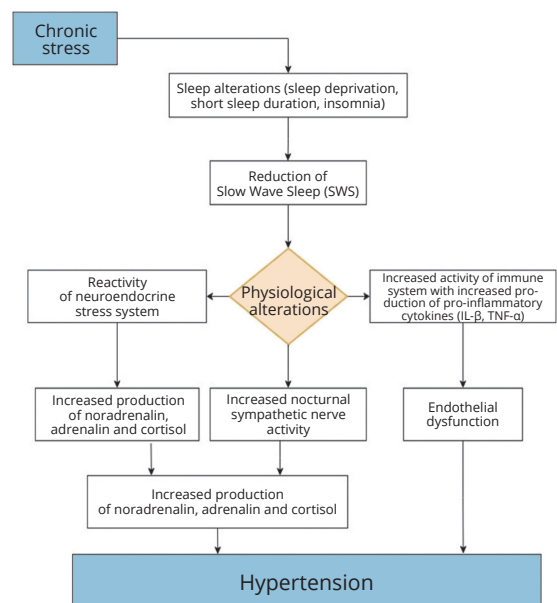 Chronic
stress
Sleep alterations (sleep deprivation,
short sleep duration, insomnia)
Reduction of
Slow Wave Sleep (SWS)
Physiological
alterations
Reactivity
of neuroendocrine
stress system
Increased activity of immune
system with increased pro-
duction of pro-inflammatory
cytokines (IL-β, TNF-α)
Increased production
of noradrenalin,
adrenalin and cortisol
Increased nocturnal
sympathetic nerve
activity
Endothelial
dysfunction
Increased production
of noradrenalin, adrenalin and cortisol
Hypertension